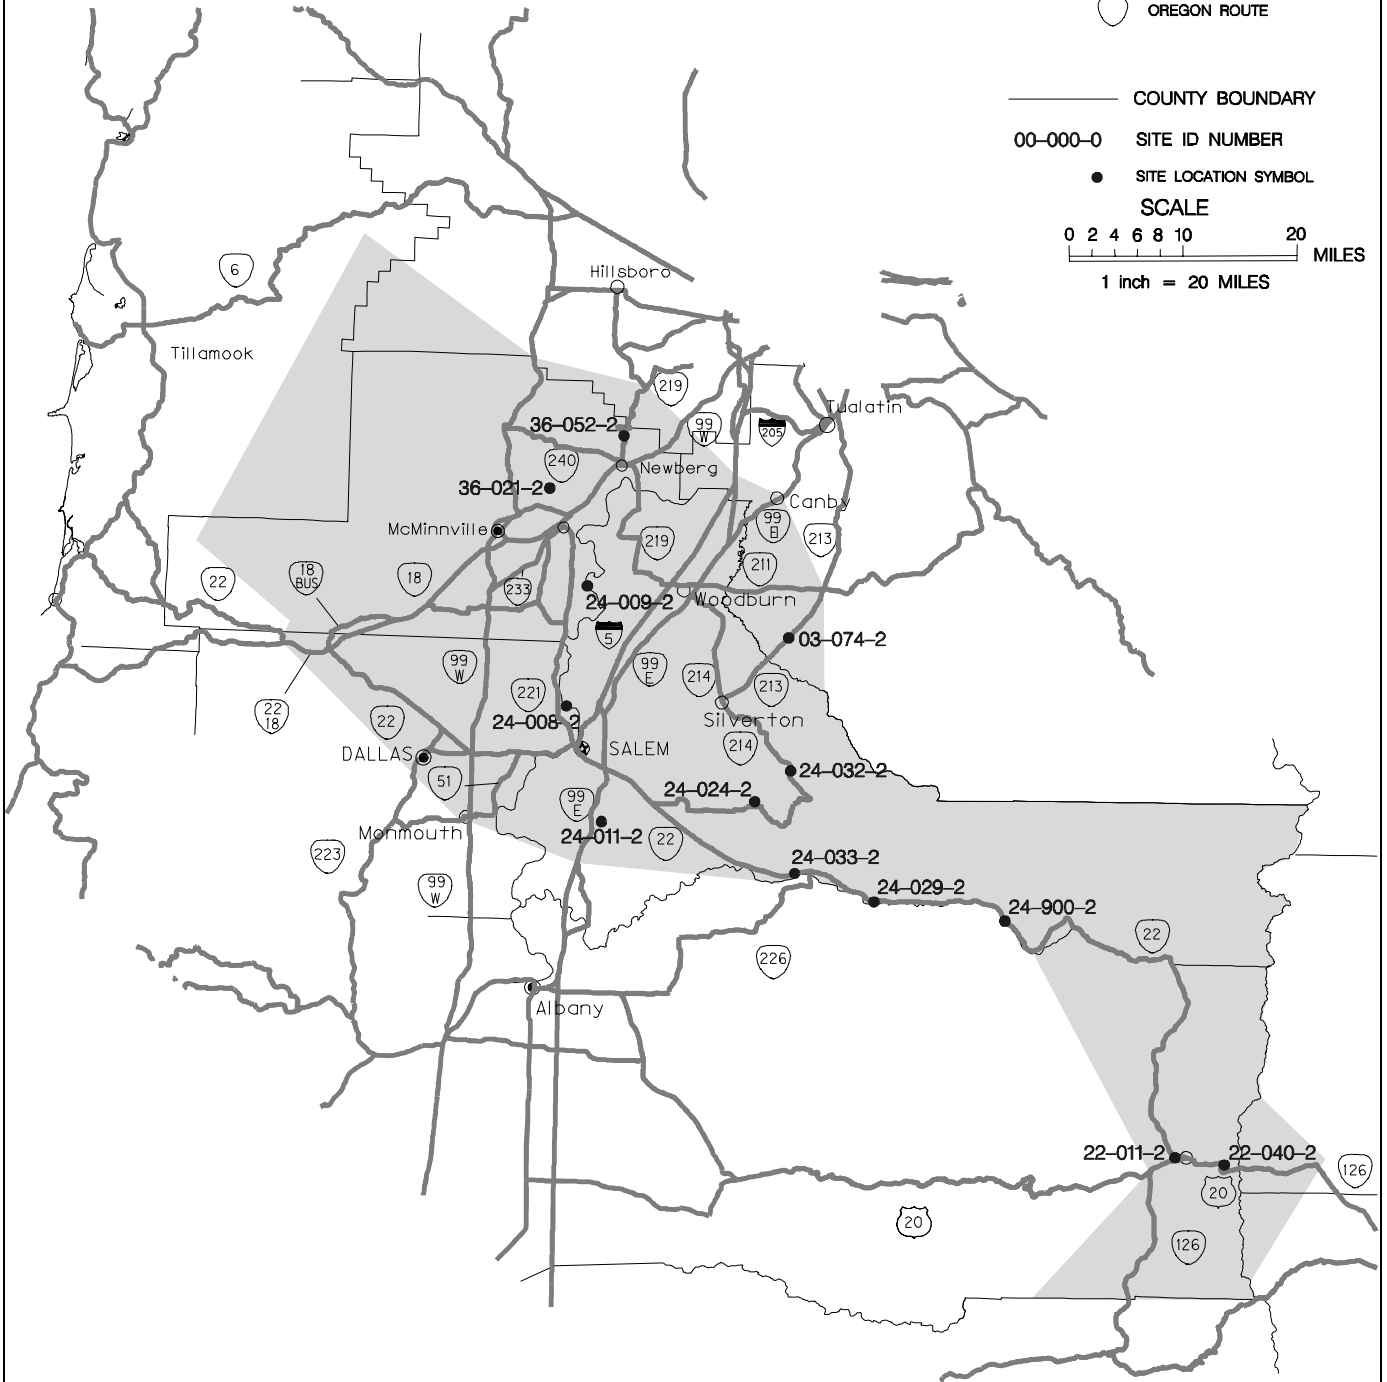 OREGON ROUTE
COUNTY BOUNDARY
00-000-0 SITE ID NUMBER
SITE LOCATION SYMBOL
SCALE
0 2 4 6 8 10 20
MILES
1 inch = 20 MILES
6
Hillsboro
Tillamook
219
Tualatin
36-052-2
99
W
205
240
Newberg
36-021-2
Canby
McMinnville
99
E
219
213
211
22
18
BUS
18
233
24-009-2
Woodburn
5
03-074-2
99
W
99
E
214
213
221
22
18
22
24-008-2
Silverton
DALLAS
SALEM
214
51
24-032-2
24-024-2
99
E
Monmouth
24-011-2
22
223
24-033-2
99
W
24-029-2
24-900-2
22
226
Albany
22-011-2
22-040-2
126
20
20
126